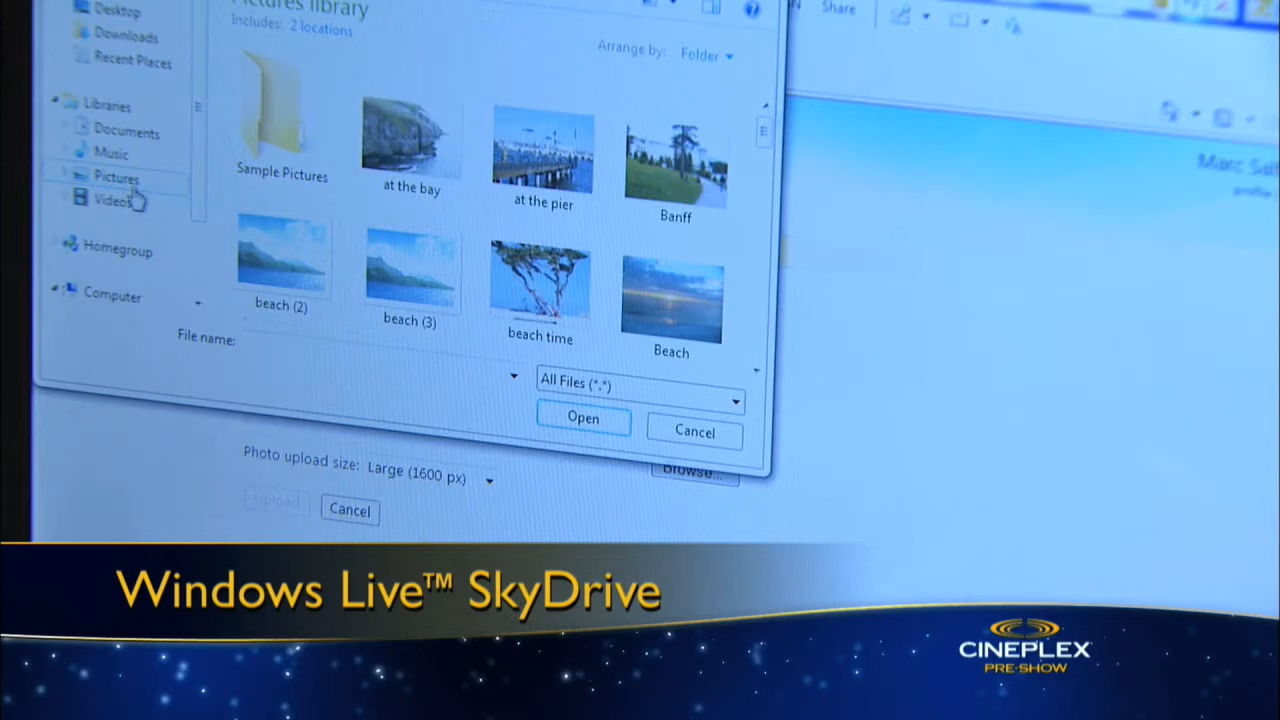 Desktop
Downloads
Recent Places
Libraries
Documents
Music
Pictures
Videos
Homegroup
Computer
Pictures library
Includes: 2 locations
Arrange by: Folder
Sample Pictures
at the bay
at the pier
Banff
beach (2)
beach (3)
beach time
Beach
File name:
All Files (*.*)
Open
Cancel
Share
Marc
profile
Photo upload size: Large (1600 px)
Browse...
Upload
Cancel
Windows Live™ SkyDrive
CINEPLEX
PRE-SHOW